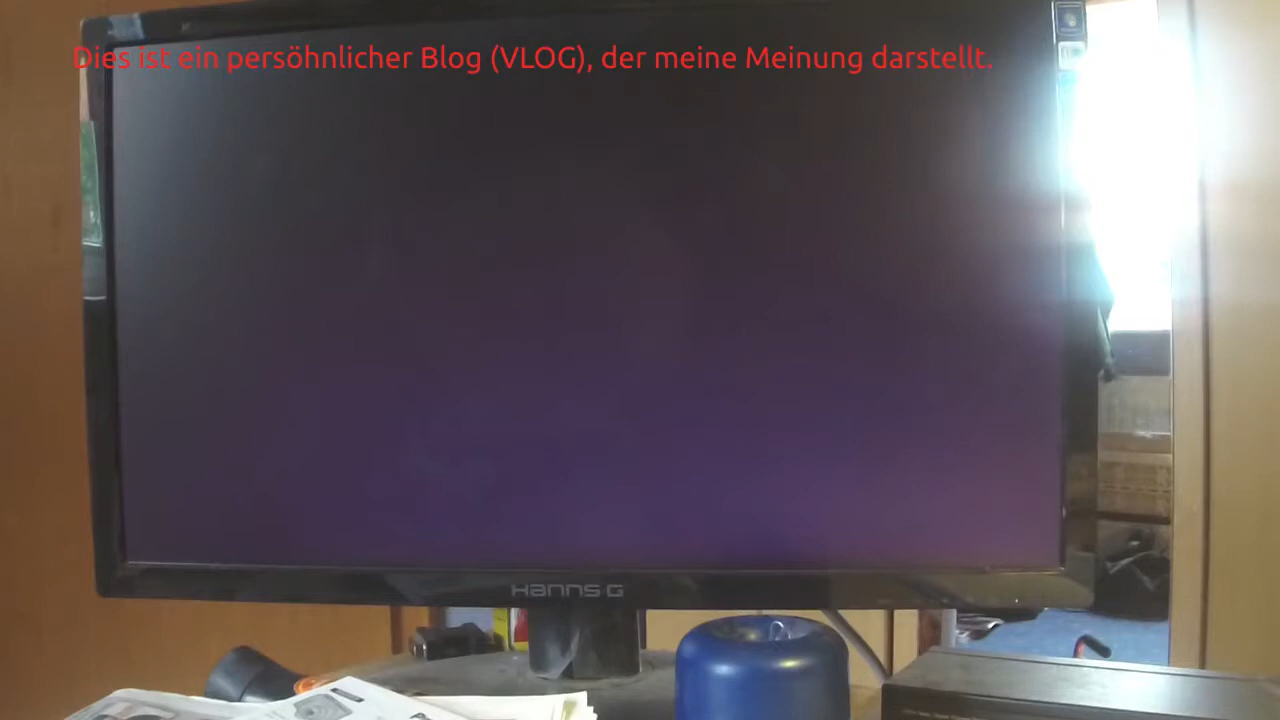 Dies ist ein persöhnlicher Blog (VLOG), der meine Meinung darstellt.
HANNS·G